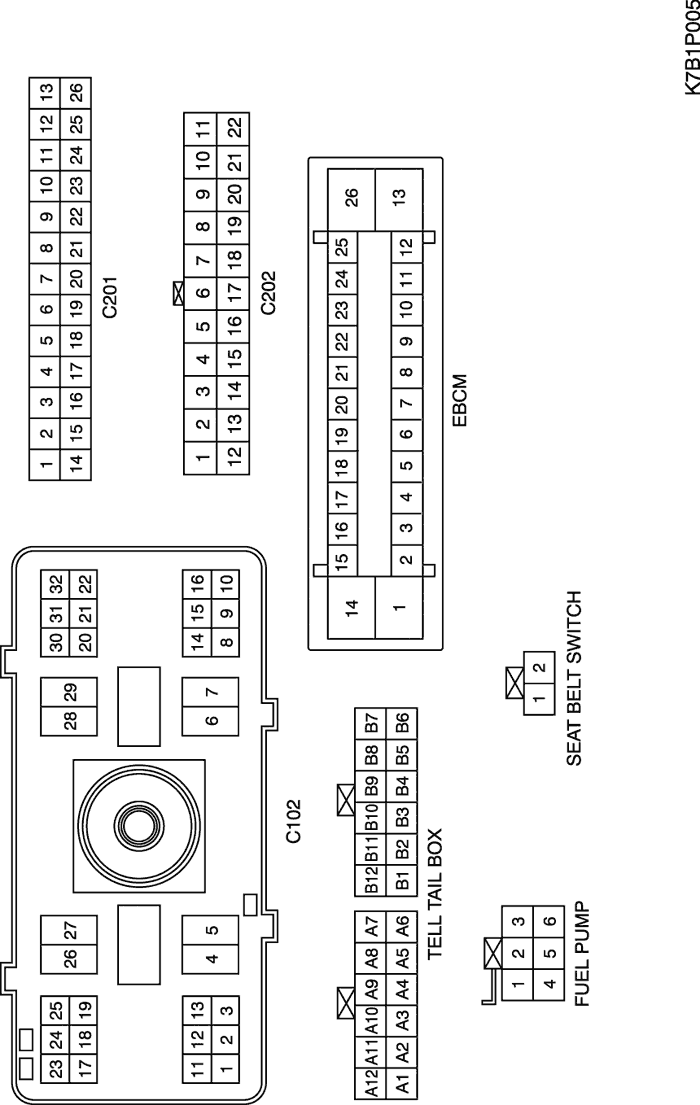 23 24 25 26 27 28 29 30 31 32
17 18 19 20 21 22
11 12 13 14 15 16
1 2 3 4 5 6 7 8 9 10
C102
1 2 3 4 5 6 7 8 9 10 11 12 13
14 15 16 17 18 19 20 21 22 23 24 25 26
C201
1 2 3 4 5 6 7 8 9 10 11
12 13 14 15 16 17 18 19 20 21 22
C202
14 15 16 17 18 19 20 21 22 23 24 25 26
1 2 3 4 5 6 7 8 9 10 11 12 13
EBCM
A12 A11 A10 A9 A8 A7 B12 B11 B10 B9 B8 B7
A1 A2 A3 A4 A5 A6 B1 B2 B3 B4 B5 B6
TELL TAIL BOX
1 2 3
4 5 6
FUEL PUMP
1 2
SEAT BELT SWITCH
K7B1P005